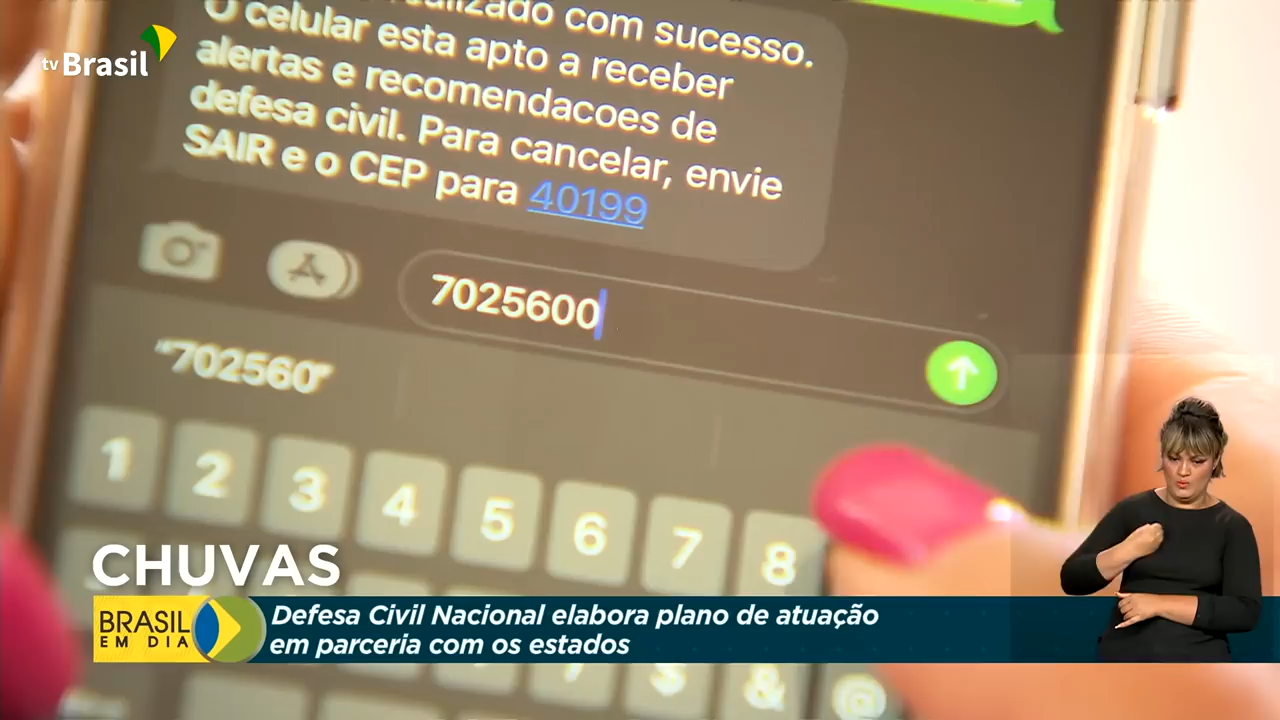 tv Brasil
com sucesso.
O celular esta apto a receber
alertas e recomendacoes de
defesa civil. Para cancelar, envie
SAIR e o CEP para 40199
7025600
"702560"
1 2 3 4 5 6 7 8
CHUVAS
BRASIL
EM DIA
Defesa Civil Nacional elabora plano de atuação
em parceria com os estados
$ & @